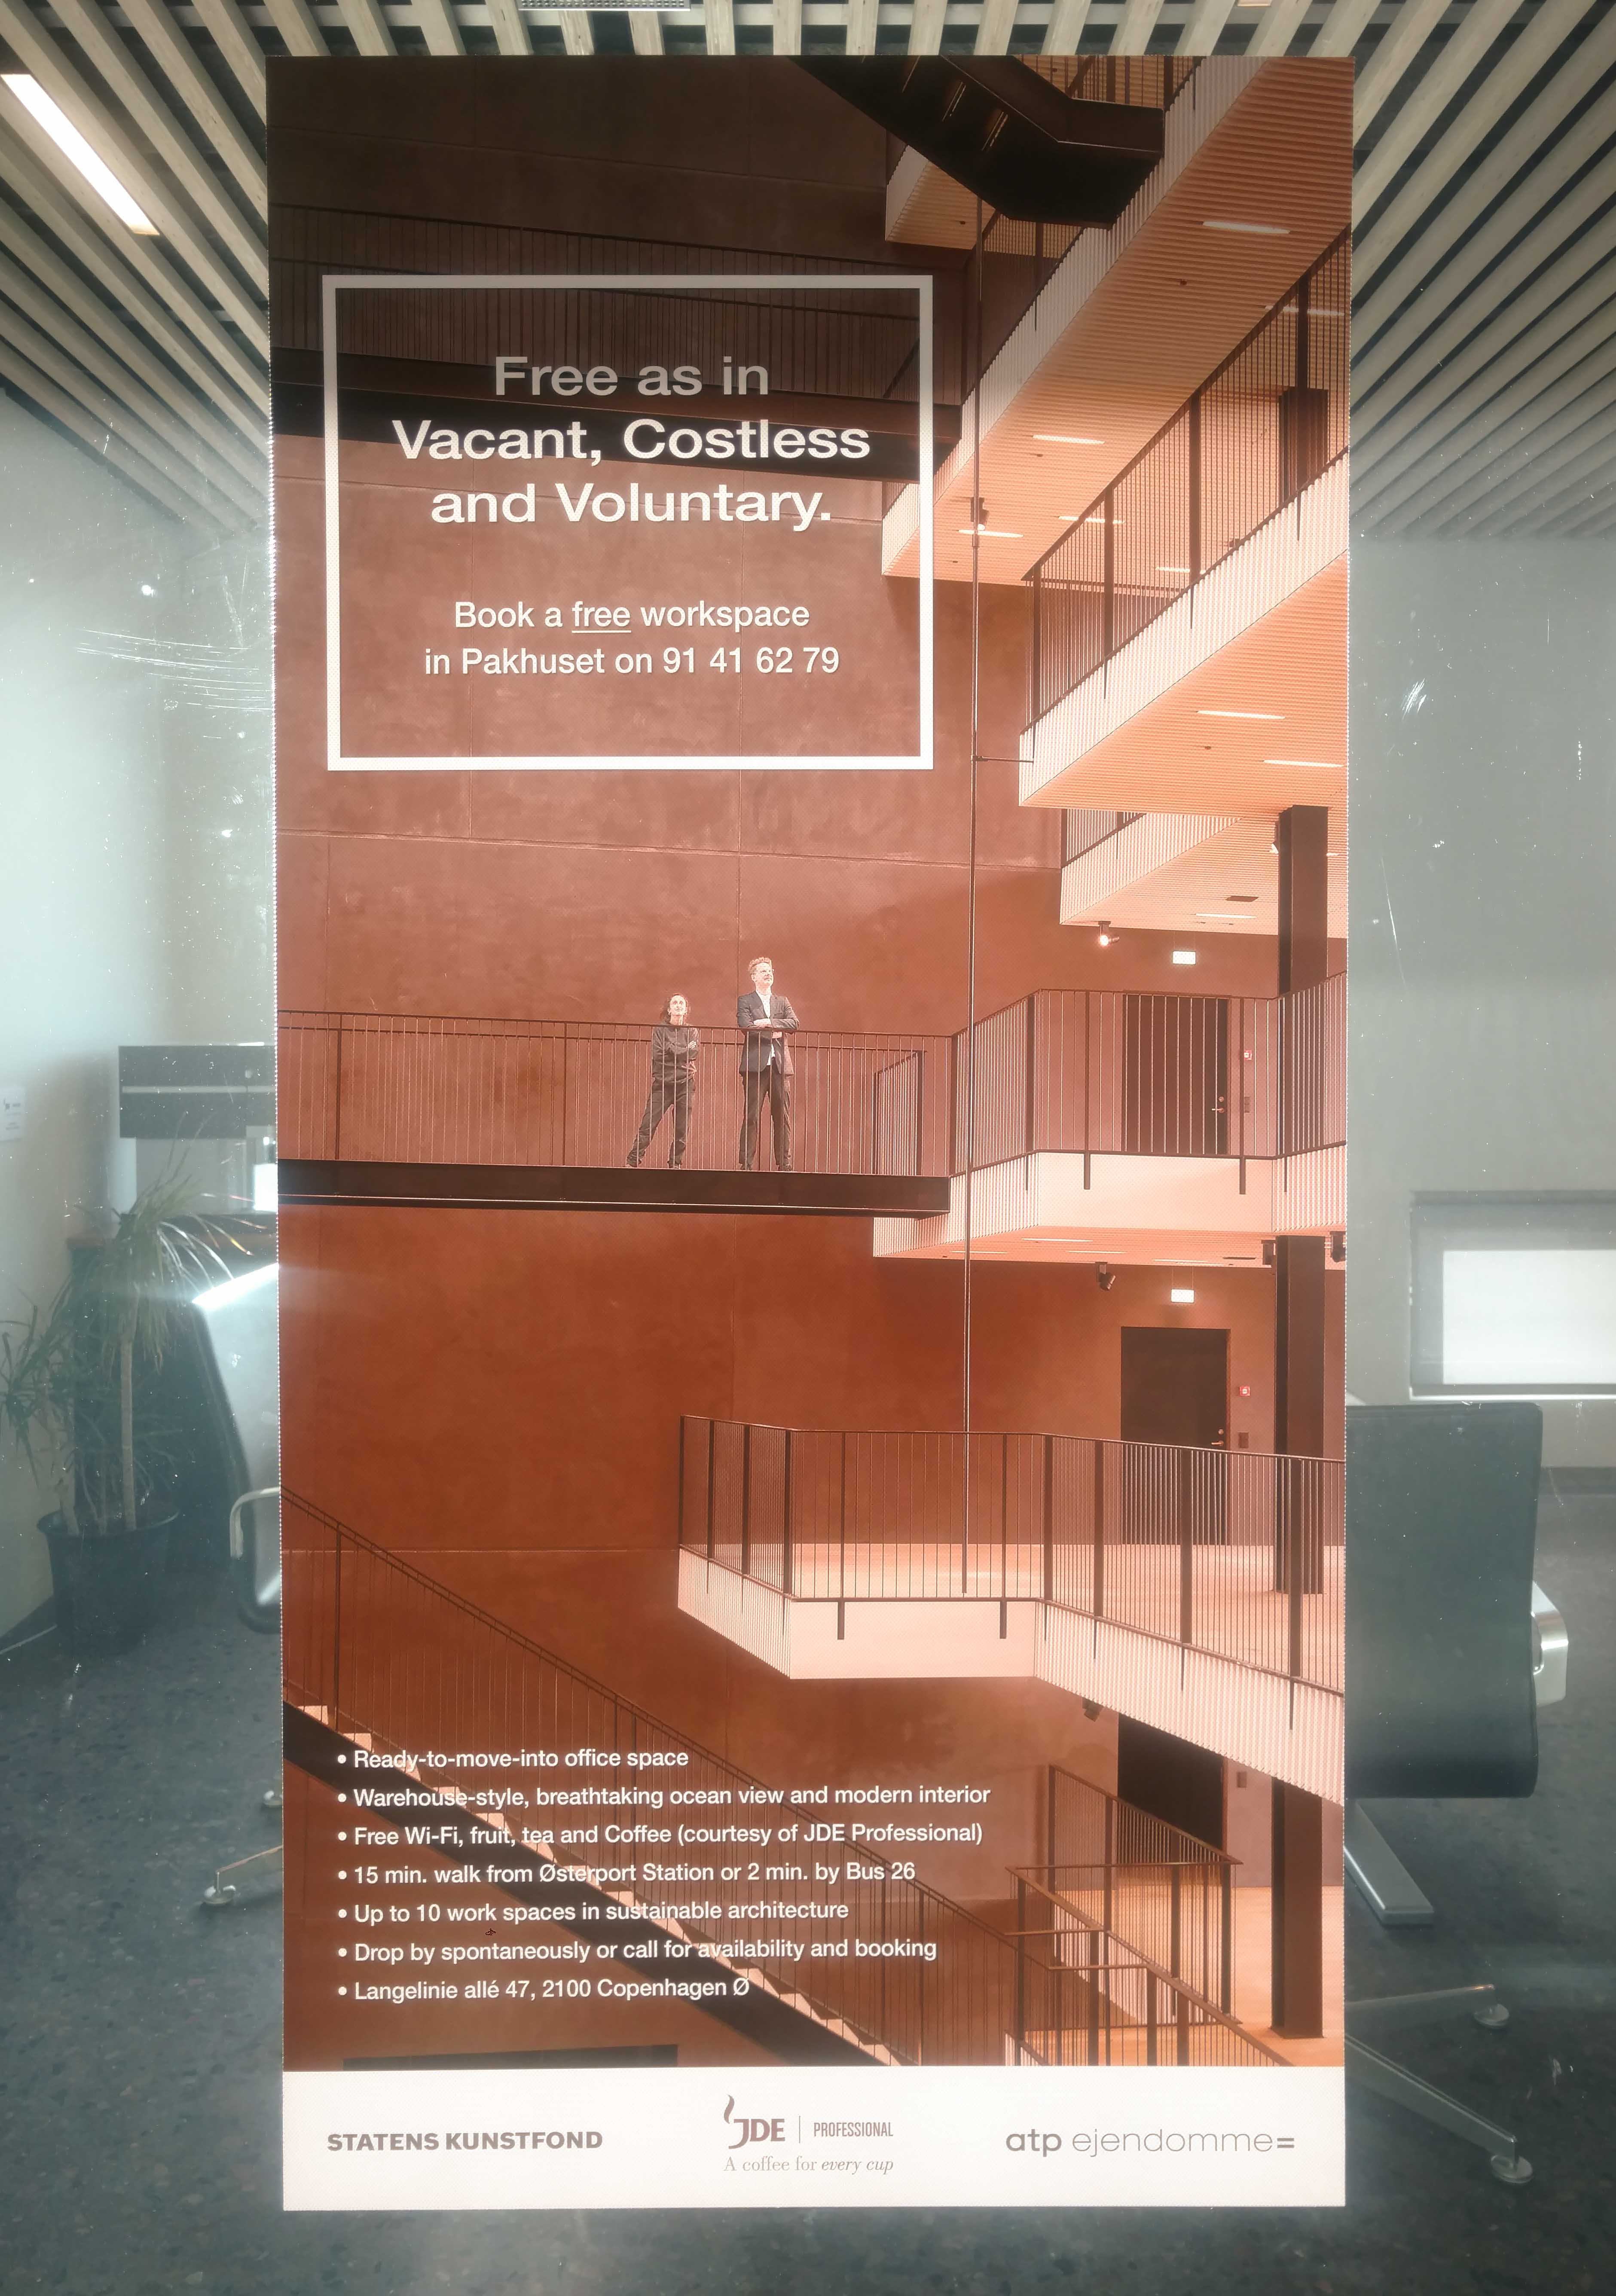 Free as in
Vacant, Costless
and Voluntary.
Book a free workspace
in Pakhuset on 91 41 62 79
• Ready-to-move-into office space
• Warehouse-style, breathtaking ocean view and modern interior
• Free Wi-Fi, fruit, tea and Coffee (courtesy of JDE Professional)
• 15 min. walk from Østerport Station or 2 min. by Bus 26
• Up to 10 work spaces in sustainable architecture
• Drop by spontaneously or call for availability and booking
• Langelinie allé 47, 2100 Copenhagen Ø
STATENS KUNSTFOND
JDE | PROFESSIONAL
A coffee for every cup
atp ejendomme=